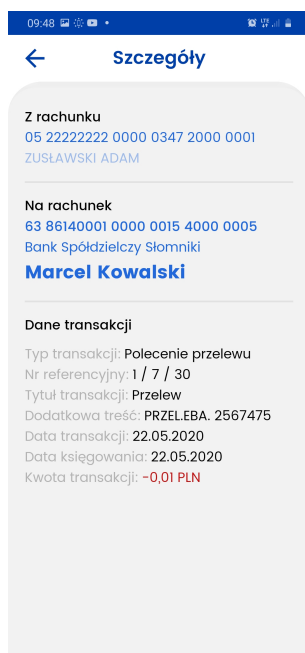 09:48
Szczegóły
Z rachunku
05 22222222 0000 0347 2000 0001
ZUSŁAWSKI ADAM
Na rachunek
63 86140001 0000 0015 4000 0005
Bank Spółdzielczy Słomniki
Marcel Kowalski
Dane transakcji
Typ transakcji: Polecenie przelewu
Nr referencyjny: 1 / 7 / 30
Tytuł transakcji: Przelew
Dodatkowa treść: PRZEL.EBA. 2567475
Data transakcji: 22.05.2020
Data księgowania: 22.05.2020
Kwota transakcji: -0,01 PLN